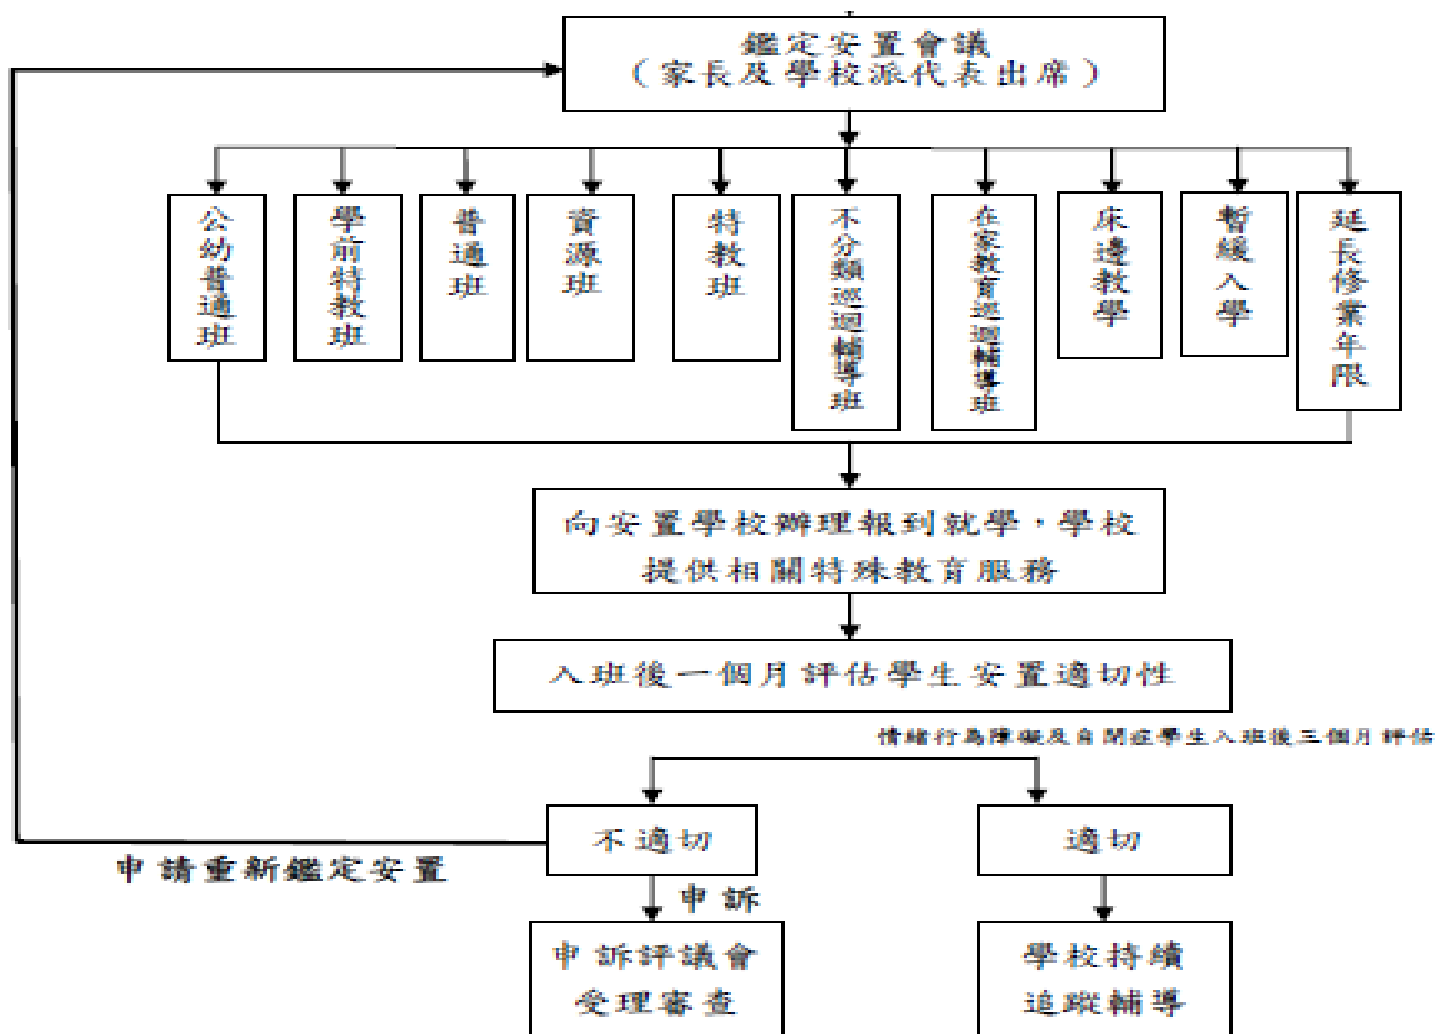 鑑定安置會議
（家長及學校派代表出席）
公幼普通班
學前特教班
普通班
資源班
特教班
不分類巡迴輔導班
在家教育巡迴輔導班
床邊教學
暫緩入學
延長修業年限
向安置學校辦理報到就學，學校
提供相關特殊教育服務
入班後一個月評估學生安置適切性
情緒行為障礙及自閉症學生入班後三個月評估
不適切
適切
申請重新鑑定安置
申訴
申訴評議會
受理審查
學校持續
追蹤輔導